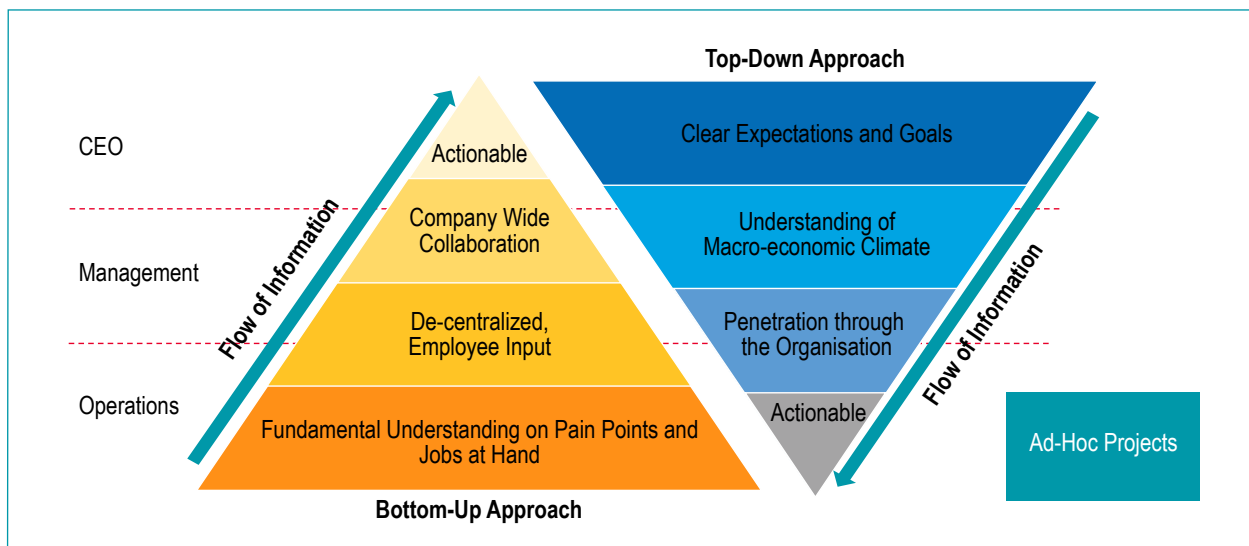 Top-Down Approach
CEO
Actionable
Clear Expectations and Goals
Company Wide
Collaboration
Understanding of
Macro-economic Climate
Management
Flow of Information
De-centralized,
Employee Input
Penetration through
the Organisation
Flow of Information
Operations
Fundamental Understanding on Pain Points and
Jobs at Hand
Actionable
Ad-Hoc Projects
Bottom-Up Approach